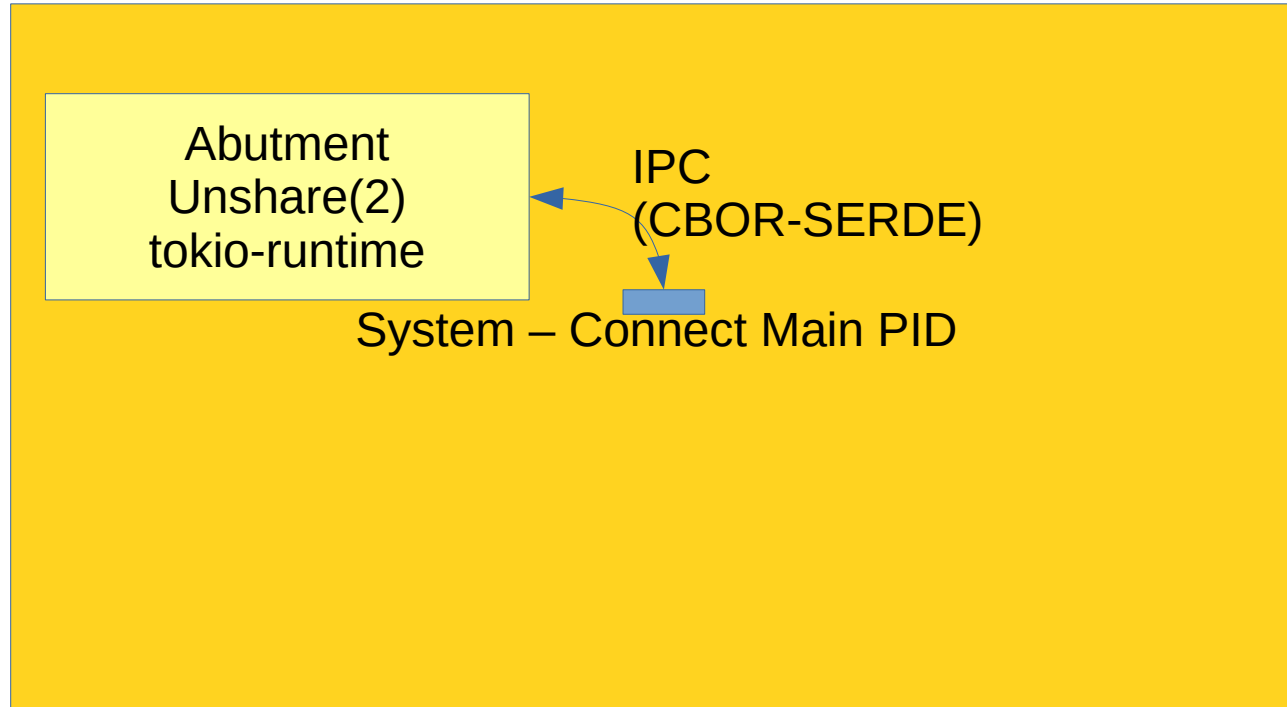 Abutment
Unshare(2)
tokio-runtime
IPC
(CBOR-SERDE)
System – Connect Main PID